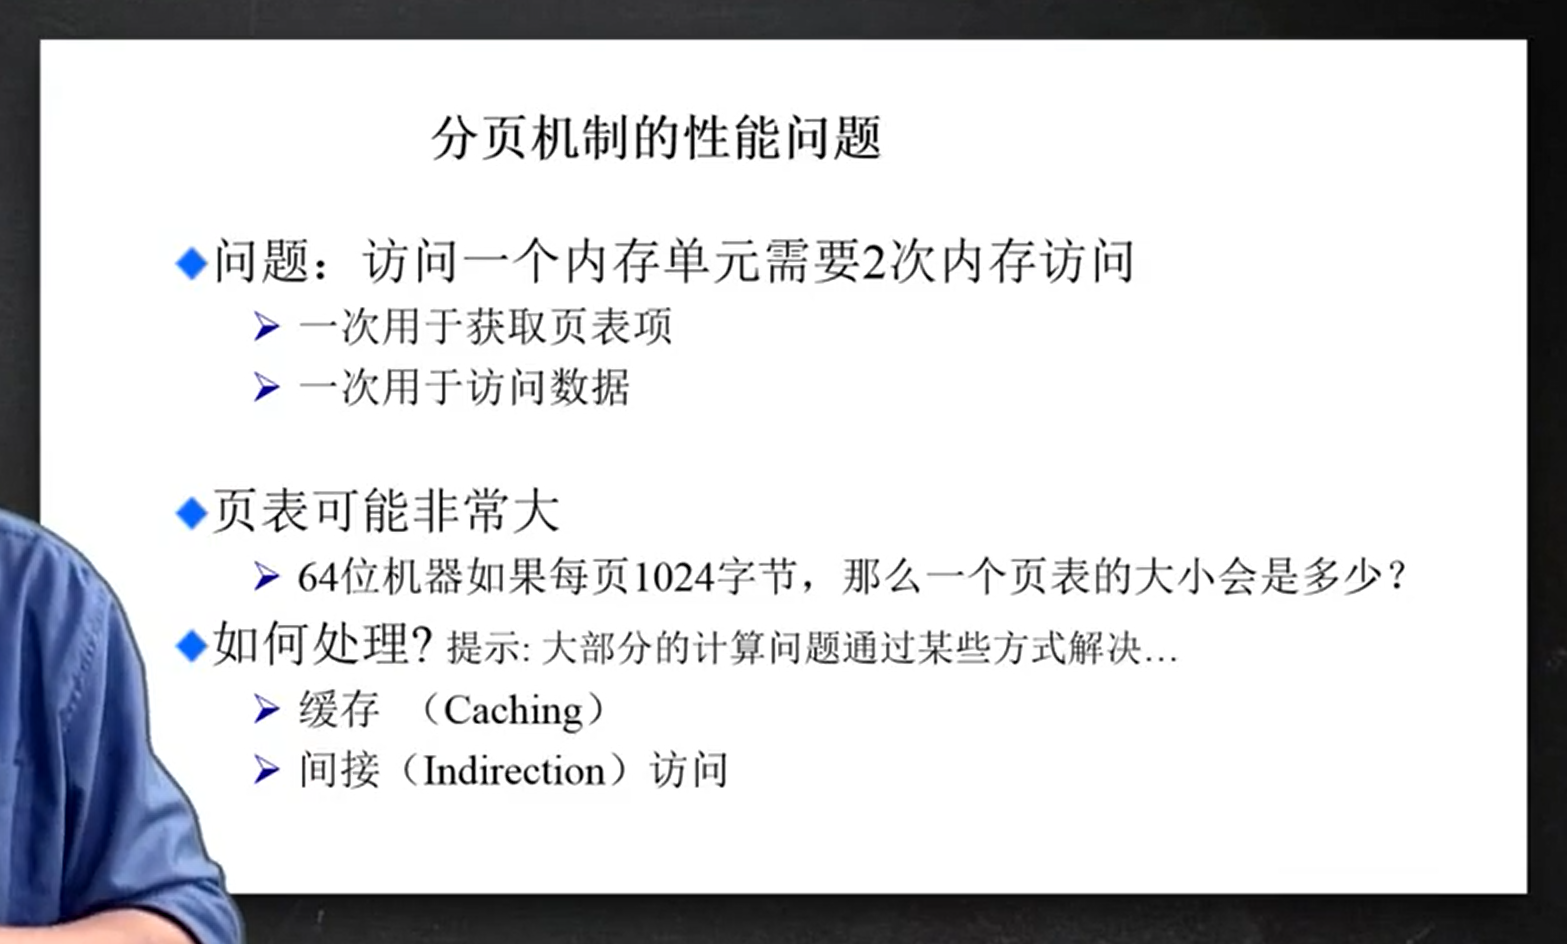 分页机制的性能问题
问题：访问一个内存单元需要2次内存访问
一次用于获取页表项
一次用于访问数据
页表可能非常大
64位机器如果每页1024字节，那么一个页表的大小会是多少？
如何处理? 提示: 大部分的计算问题通过某些方式解决…
缓存 （Caching）
间接（Indirection）访问